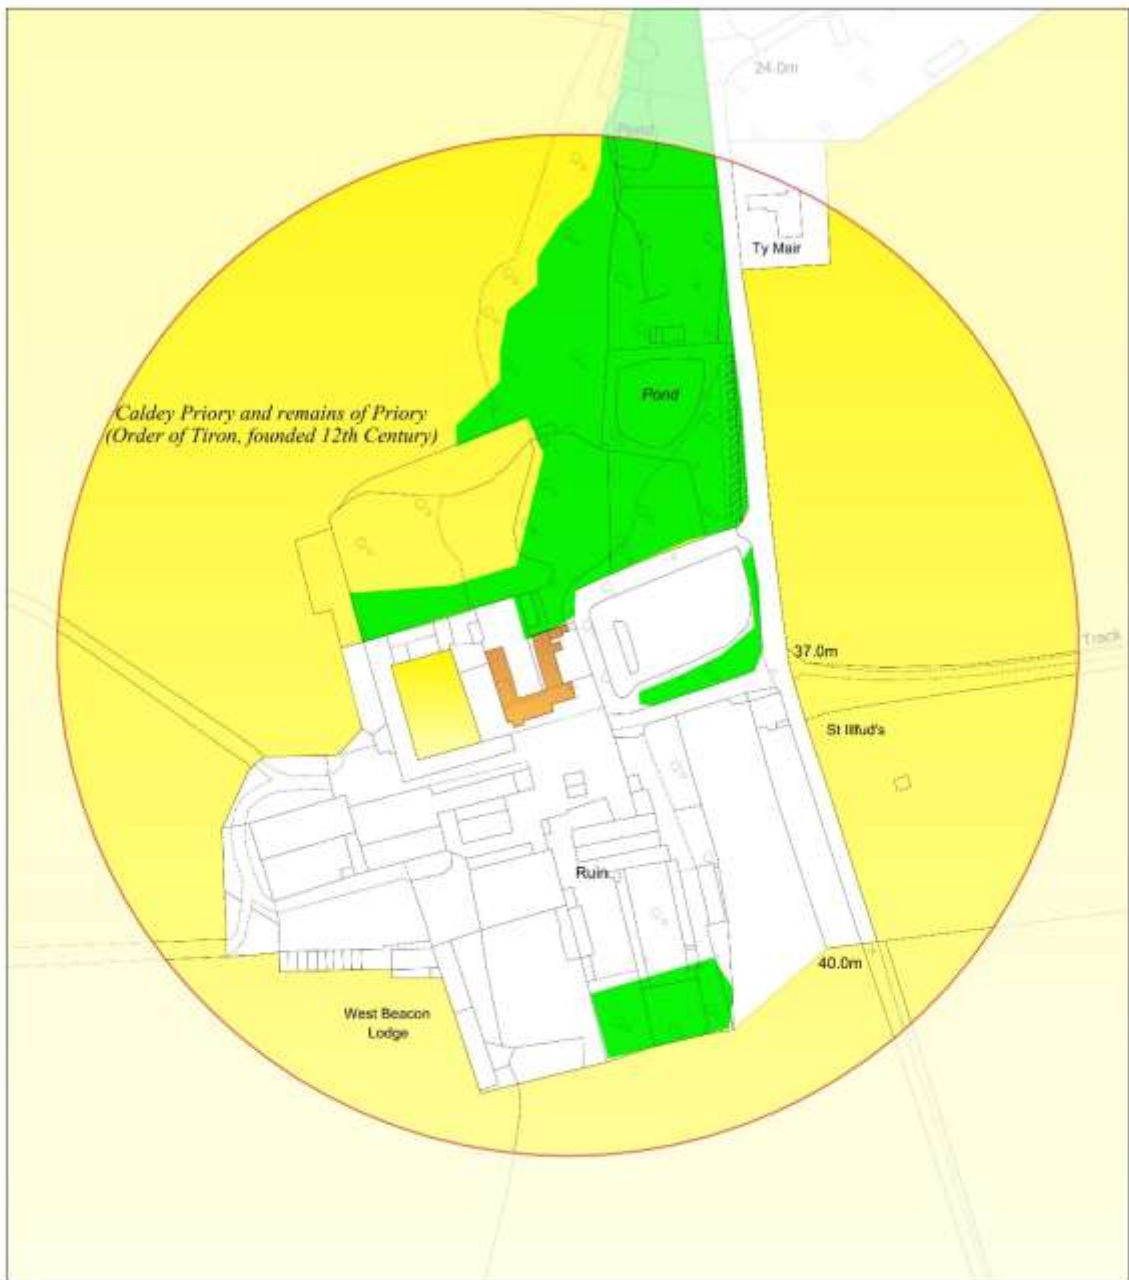 24.0m
Pond
Ty Mair
Pond
Caldey Priory and remains of Priory
(Order of Tiron, founded 12th Century)
Track
37.0m
St Illfud's
Ruin
40.0m
West Beacon
Lodge